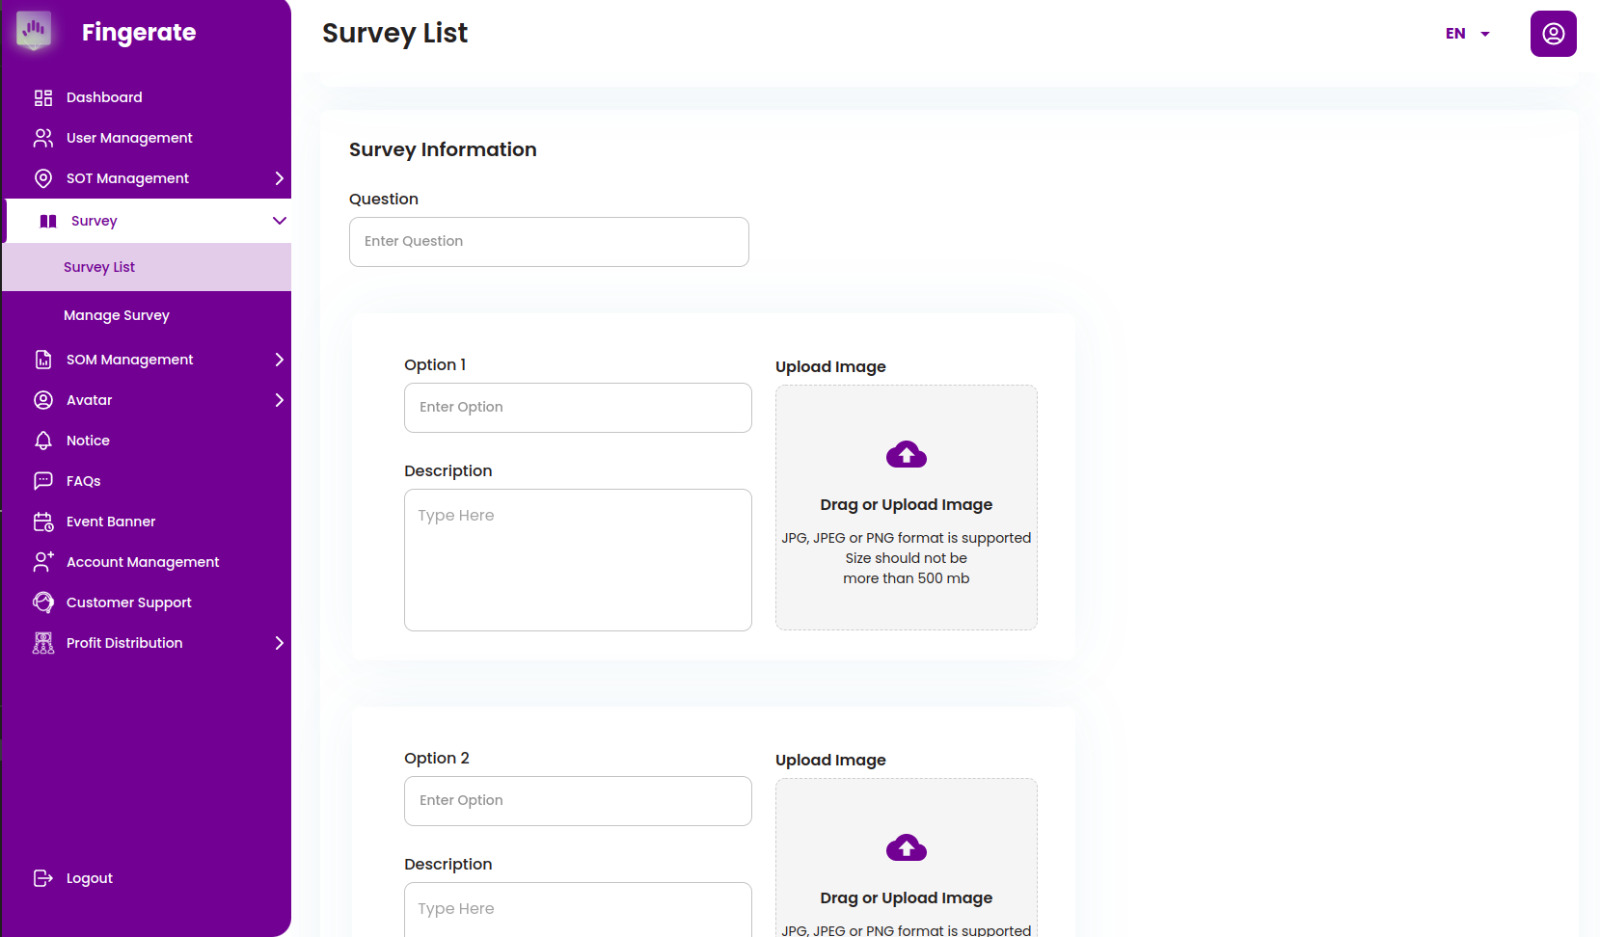 Fingerate
Dashboard
User Management
SOT Management
Survey
Survey List
Manage Survey
SOM Management
Avatar
Notice
FAQs
Event Banner
Account Management
Customer Support
Profit Distribution
Logout
Survey List
EN
Survey Information
Question
Enter Question
Option 1
Enter Option
Description
Type Here
Upload Image
Drag or Upload Image
JPG, JPEG or PNG format is supported
Size should not be
more than 500 mb
Option 2
Enter Option
Description
Type Here
Upload Image
Drag or Upload Image
JPG, JPEG or PNG format is supported